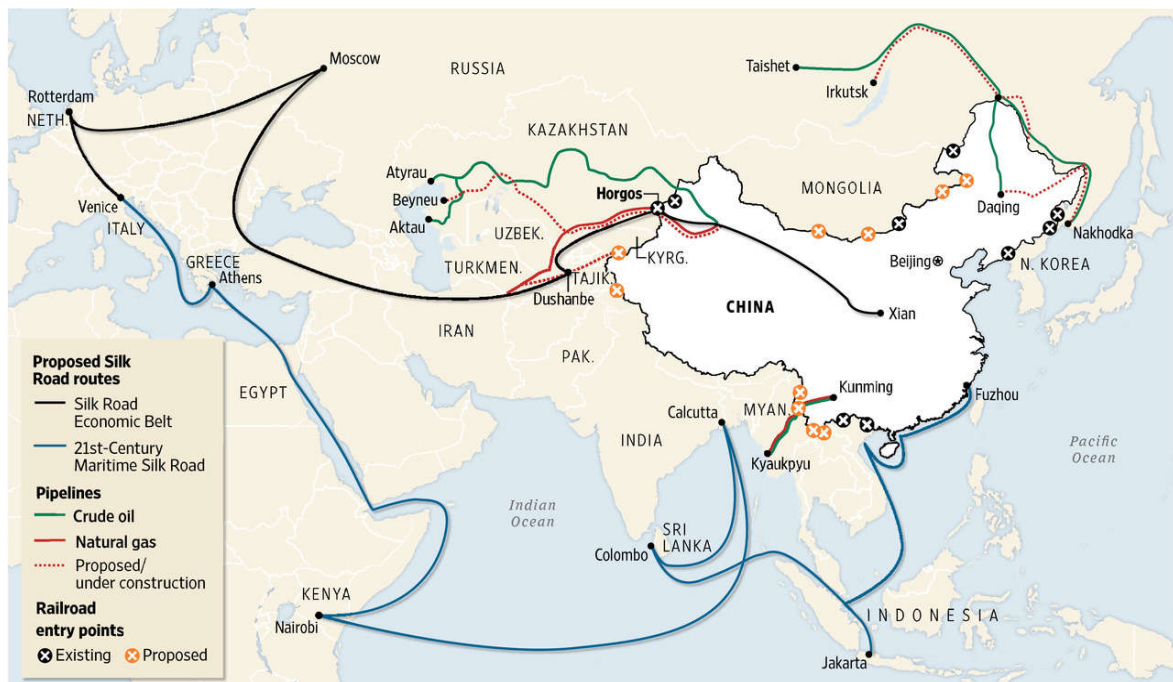 Moscow
RUSSIA
Taishet
Irkutsk
Rotterdam
NETH.
KAZAKHSTAN
Atyrau
Beyneu
Aktau
Horgos
MONGOLIA
Daqing
Venice
ITALY
UZBEK.
KYRG.
Nakhodka
GREECE
Athens
TURKMEN.
TAJIK.
Dushanbe
Beijing
N. KOREA
IRAN
CHINA
Xian
PAK.
EGYPT
Calcutta
MYAN.
Kunming
Fuzhou
INDIA
Kyaukpyu
Pacific
Ocean
Indian
Ocean
SRI
LANKA
Colombo
KENYA
Nairobi
INDONESIA
Jakarta
Proposed Silk
Road routes
Silk Road
Economic Belt
21st-Century
Maritime Silk Road
Pipelines
Crude oil
Natural gas
Proposed/
under construction
Railroad
entry points
Existing
Proposed